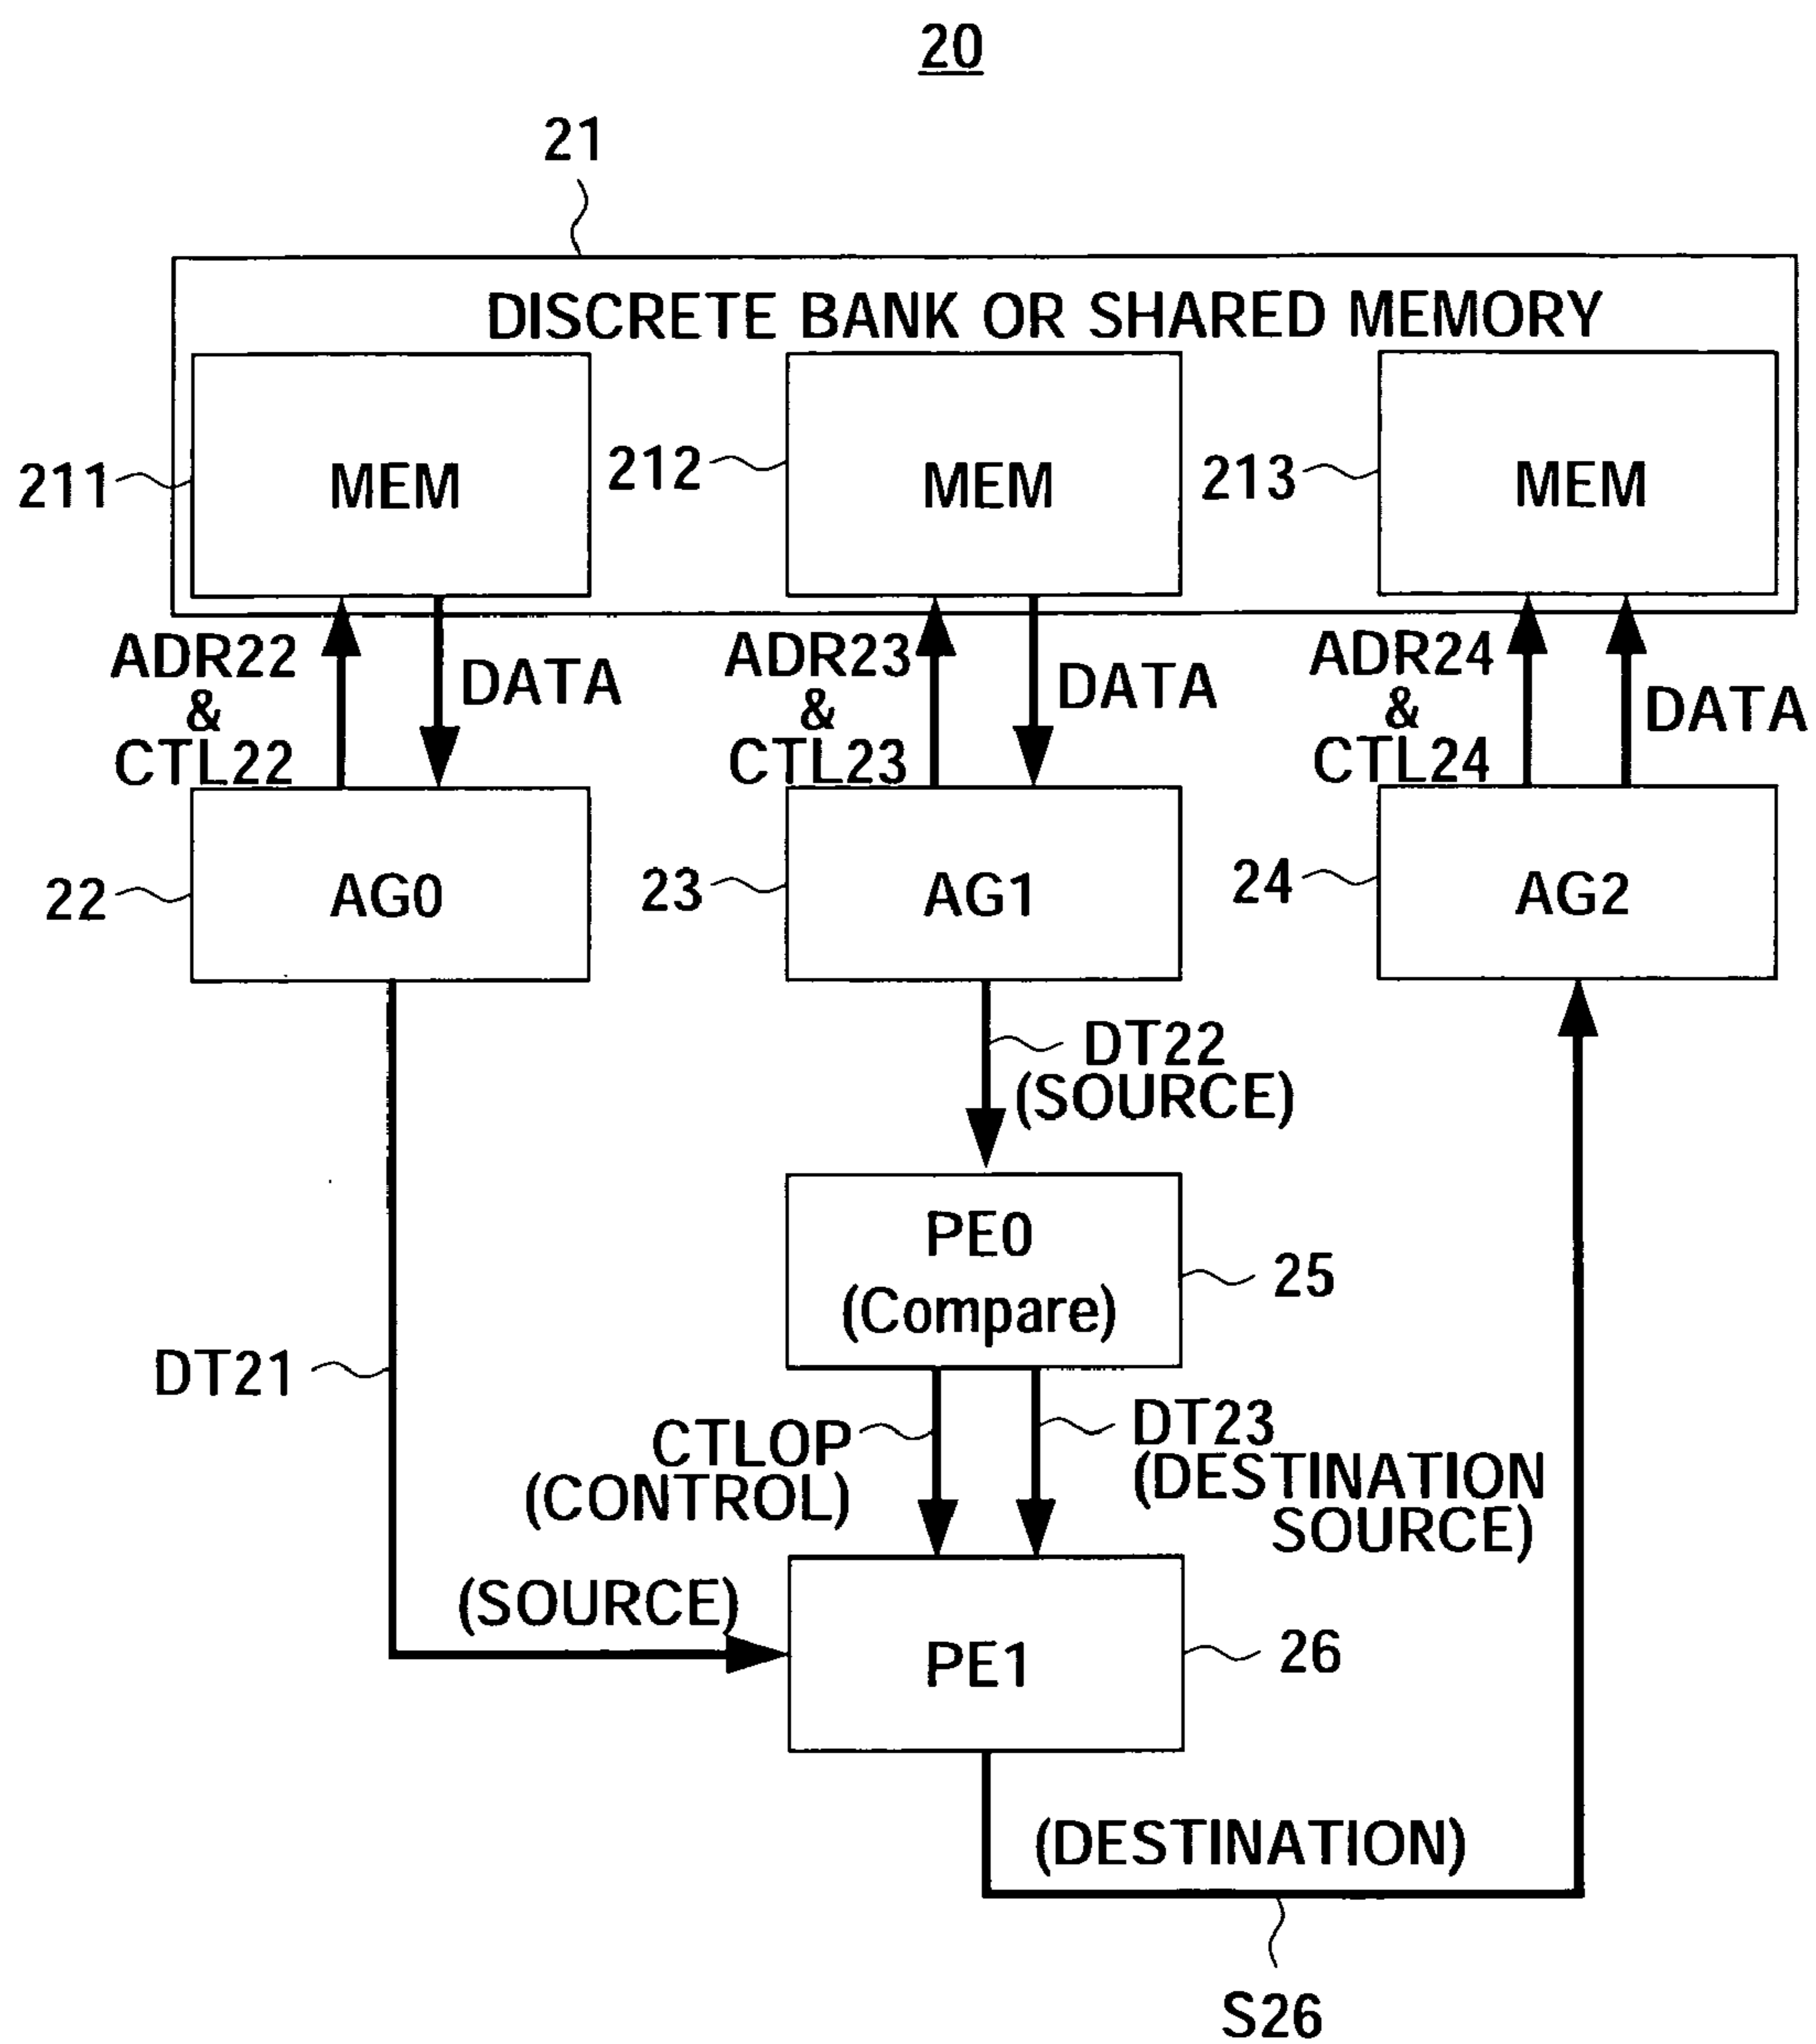 20
21
DISCRETE BANK OR SHARED MEMORY
211
MEM
212
MEM
213
MEM
ADR22
&
CTL22
DATA
ADR23
&
CTL23
DATA
ADR24
&
CTL24
DATA
22
AG0
23
AG1
24
AG2
DT22
(SOURCE)
PE0
(Compare)
25
DT21
CTLOP
(CONTROL)
DT23
(DESTINATION
SOURCE)
(SOURCE)
PE1
26
(DESTINATION)
S26